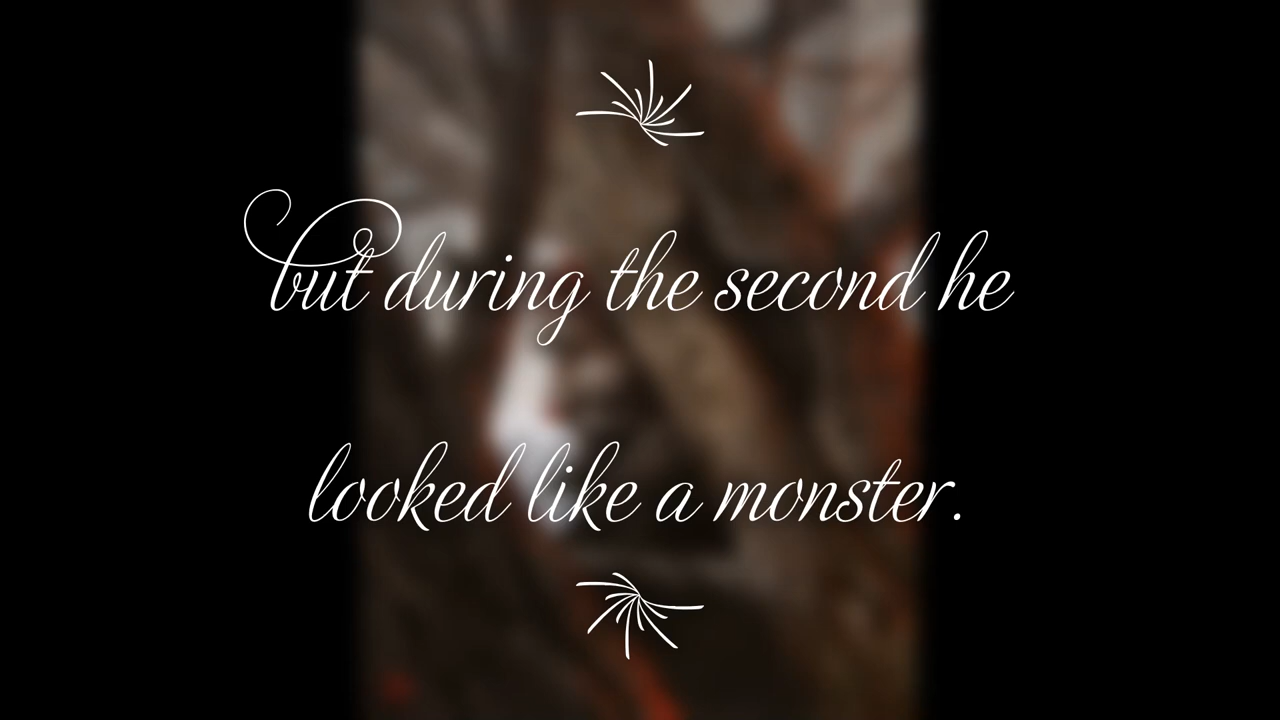 but during the second he
looked like a monster.